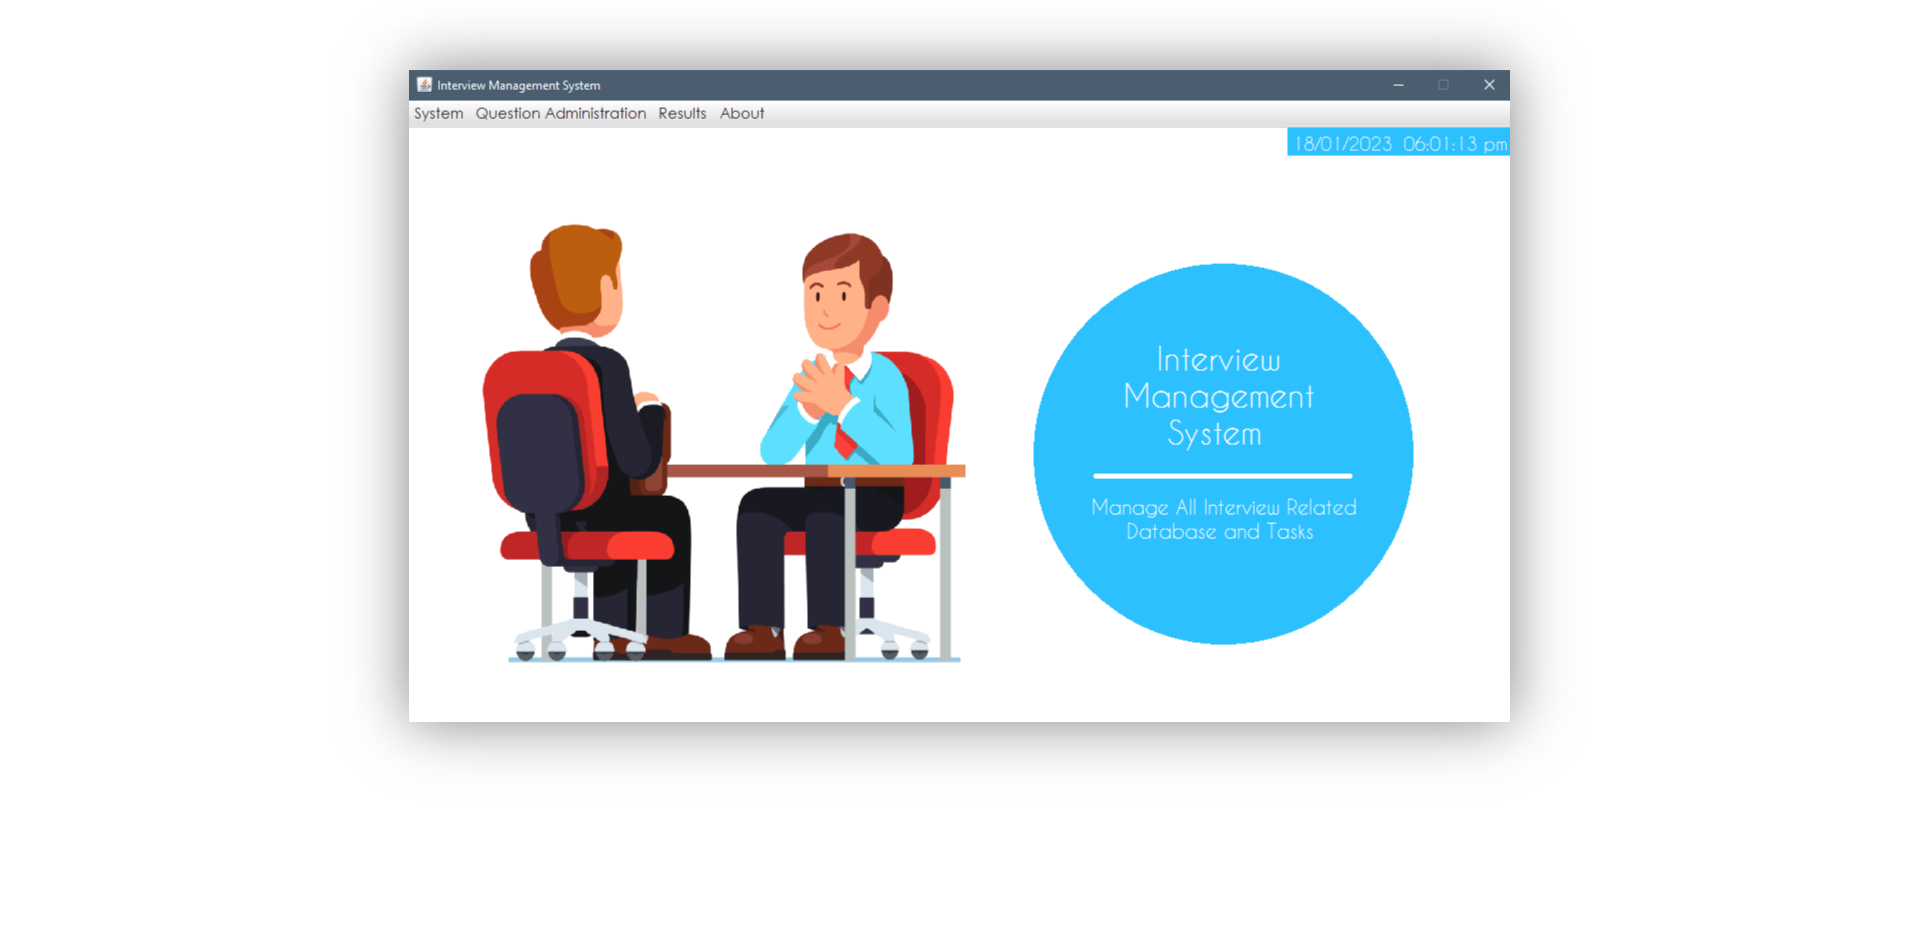 Interview Management System
System Question Administration Results About
18/01/2023 06:01:13 pm
Interview
Management
System
Manage All Interview Related
Database and Tasks